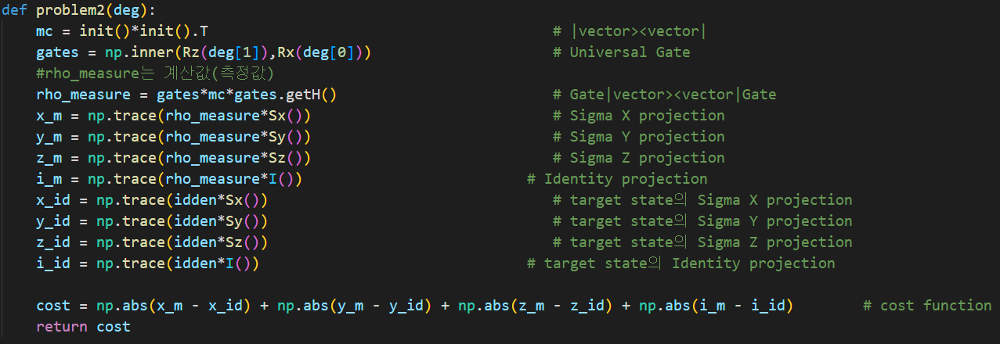 def problem2(deg):
    mc = init()*init().T                                        # |vector><vector|
    gates = np.inner(Rz(deg[1]),Rx(deg[0]))                     # Universal Gate
    #rho_measure는 계산값(측정값)
    rho_measure = gates*mc*gates.getH()                         # Gate|vector><vector|Gate
    x_m = np.trace(rho_measure*Sx())                            # Sigma X projection
    y_m = np.trace(rho_measure*Sy())                            # Sigma Y projection
    z_m = np.trace(rho_measure*Sz())                            # Sigma Z projection
    i_m = np.trace(rho_measure*I())                          # Identity projection
    x_id = np.trace(idden*Sx())                                 # target state의 Sigma X projection
    y_id = np.trace(idden*Sy())                                 # target state의 Sigma Y projection
    z_id = np.trace(idden*Sz())                                 # target state의 Sigma Z projection
    i_id = np.trace(idden*I())                               # target state의 Identity projection

    cost = np.abs(x_m - x_id) + np.abs(y_m - y_id) + np.abs(z_m - z_id) + np.abs(i_m - i_id)        # cost function
    return cost